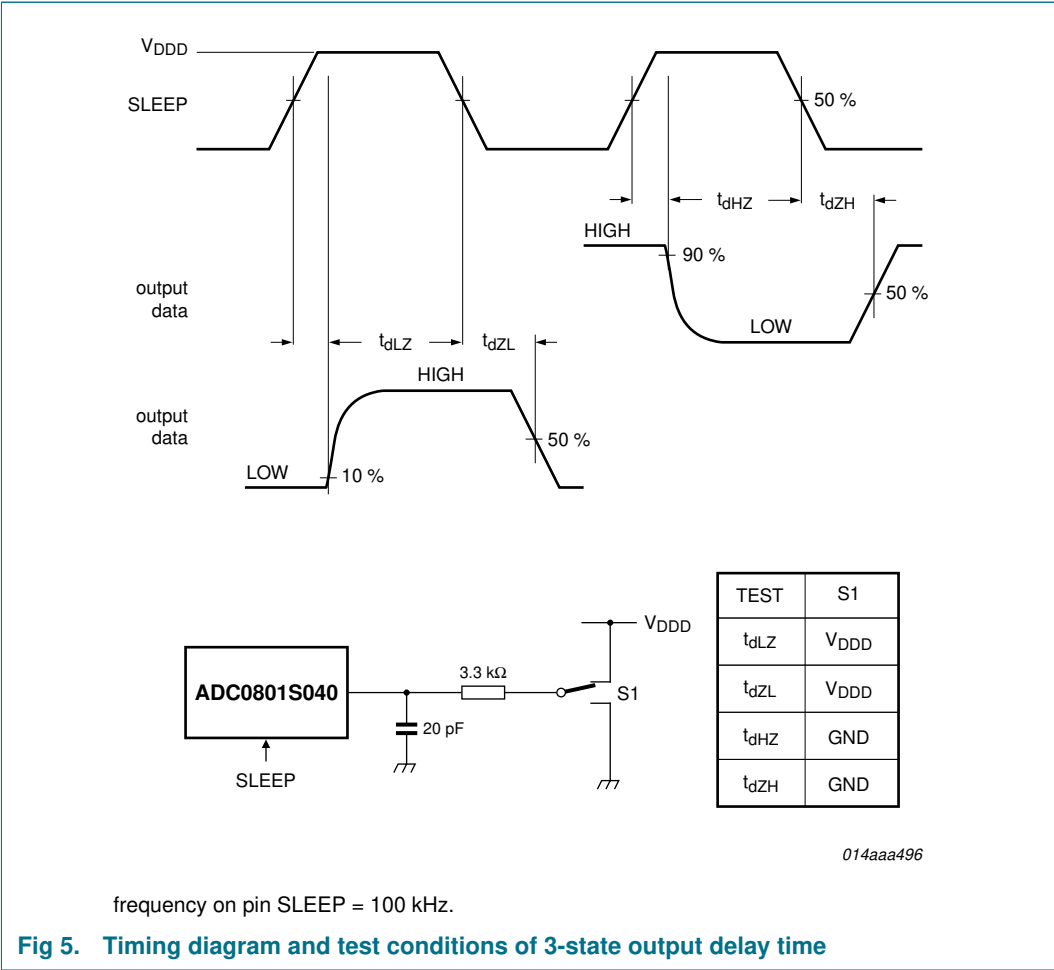 VDDD
SLEEP
50 %
tdHZ
tdZH
HIGH
90 %
output
data
50 %
LOW
tdLZ
tdZL
HIGH
output
data
50 %
LOW
10 %
TEST S1
tdLZ VDDD
tdZL VDDD
tdHZ GND
tdZH GND
VDDD
3.3 kΩ
ADC0801S040
S1
20 pF
SLEEP
014aaa496
frequency on pin SLEEP = 100 kHz.
Fig 5. Timing diagram and test conditions of 3-state output delay time